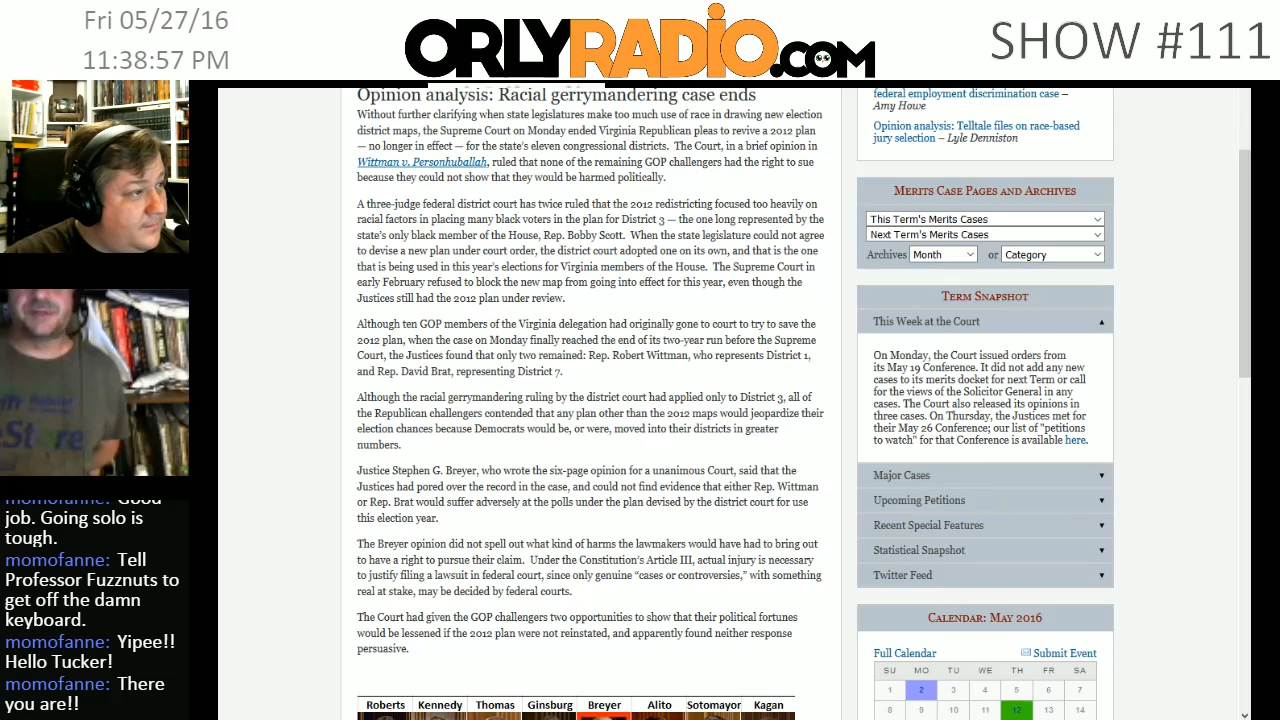 Fri 05/27/16
11:38:57 PM
ORLYRADiO.COM
SHOW #111
Opinion analysis: Racial gerrymandering case ends
Without further clarifying when state legislatures make too much use of race in drawing new election
district maps, the Supreme Court on Monday ended Virginia Republican pleas to revive a 2012 plan
— no longer in effect — for the state's eleven congressional districts. The Court, in a brief opinion in
Wittman v. Personhuballah, ruled that none of the remaining GOP challengers had the right to sue
because they could not show that they would be harmed politically.
A three-judge federal district court has twice ruled that the 2012 redistricting focused too heavily on
racial factors in placing many black voters in the plan for District 3 — the one long represented by the
state's only black member of the House, Rep. Bobby Scott. When the state legislature could not agree
to devise a new plan under court order, the district court adopted one on its own, and that is the one
that is being used in this year's elections for Virginia members of the House. The Supreme Court in
early February refused to block the new map from going into effect for this year, even though the
Justices still had the 2012 plan under review.
Although ten GOP members of the Virginia delegation had originally gone to court to try to save the
2012 plan, when the case on Monday finally reached the end of its two-year run before the Supreme
Court, the Justices found that only two remained: Rep. Robert Wittman, who represents District 1,
and Rep. David Brat, representing District 7.
Although the racial gerrymandering ruling by the district court had applied only to District 3, all of
the Republican challengers contended that any plan other than the 2012 maps would jeopardize their
election chances because Democrats would be, or were, moved into their districts in greater
numbers.
Justice Stephen G. Breyer, who wrote the six-page opinion for a unanimous Court, said that the
Justices had pored over the record in the case, and could not find evidence that either Rep. Wittman
or Rep. Brat would suffer adversely at the polls under the plan devised by the district court for use
this election year.
The Breyer opinion did not spell out what kind of harms the lawmakers would have had to bring out
to have a right to pursue their claim. Under the Constitution's Article III, actual injury is necessary
to justify filing a lawsuit in federal court, since only genuine “cases or controversies,” with something
real at stake, may be decided by federal courts.
The Court had given the GOP challengers two opportunities to show that their political fortunes
would be lessened if the 2012 plan were not reinstated, and apparently found neither response
persuasive.
Roberts Kennedy Thomas Ginsburg Breyer Alito Sotomayor Kagan
federal employment discrimination case –
Amy Howe
Opinion analysis: Telltale files on race-based
jury selection – Lyle Denniston
Merits Case Pages and Archives
This Term's Merits Cases
Next Term's Merits Cases
Archives Month or Category
Term Snapshot
This Week at the Court
On Monday, the Court issued orders from
its May 19 Conference. It did not add any new
cases to its merits docket for next Term or call
for the views of the Solicitor General in any
cases. The Court also released its opinions in
three cases. On Thursday, the Justices met for
their May 26 Conference; our list of "petitions
to watch" for that Conference is available here.
Major Cases
Upcoming Petitions
Recent Special Features
Statistical Snapshot
Twitter Feed
Calendar: May 2016
Full Calendar Submit Event
SU MO TU WE TH FR SA
1 2 3 4 5 6 7
8 9 10 11 12 13 14
Store
momofanne: Good
job. Going solo is
tough.
momofanne: Tell
Professor Fuzznuts to
get off the damn
keyboard.
momofanne: Yipee!!
Hello Tucker!
momofanne: There
you are!!